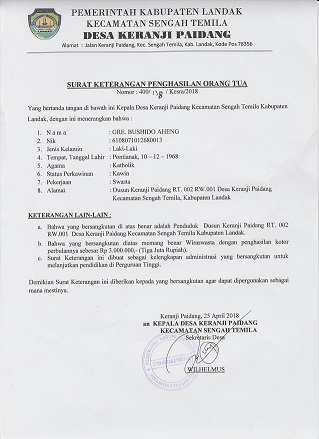 PEMERINTAH KABUPATEN LANDAK
KECAMATAN SENGAH TEMILA
DESA KERANJI PAIDANG
Alamat : Jalan Keranji Paidang, Kec. Sengah Temila, Kab. Landak, Kode Pos 78356
SURAT KETERANGAN PENGHASILAN ORANG TUA
Nomor : 400/ / Kesra/2018
Yang bertanda tangan di bawah ini Kepala Desa Keranji Paidang Kecamatan Sengah Temila Kabupaten
Landak, dengan ini menerangkan bahwa :
1. N a m a : GRE. BUSHIDO AHENG
2. Nik : 6108071012680013
3. Jenis Kelamin : Laki-Laki
4. Tempat, Tanggal Lahir : Pontianak, 10 – 12 – 1968
5. Agama : Katholik
6. Status Perkawinan : Kawin
7. Pekerjaan : Swasta
8. Alamat : Dusun Keranji Paidang RT. 002 RW.001 Desa Keranji Paidang
Kecamatan Sengah Temila Kabupaten Landak.
KETERANGAN LAIN-LAIN ;
a. Bahwa yang bersangkutan di atas benar adalah Penduduk Dusun Keranji Paidang RT. 002
RW.001 Desa Keranji Paidang Kecamatan Sengah Temila Kabupaten Landak.
b. Bahwa yang bersangkutan diatas memang benar Wiraswasta dengan penghasilan kotor
perbulannya sebesar Rp 3.000.000,- (Tiga Juta Rupiah).
c. Surat Keterangan ini dibuat sebagai kelengkapan administrasi yang bersangkutan untuk
melanjutkan pendidikan di Perguruan Tinggi.
Demikian Surat Keterangan ini diberikan kepada yang bersangkutan agar dapat dipergunakan sebagai
mana mestinya.
Keranji Paidang, 25 April 2018
an KEPALA DESA KERANJI PAIDANG
KECAMATAN SENGAH TEMILA
Sekretaris Desa
WILHELMUS